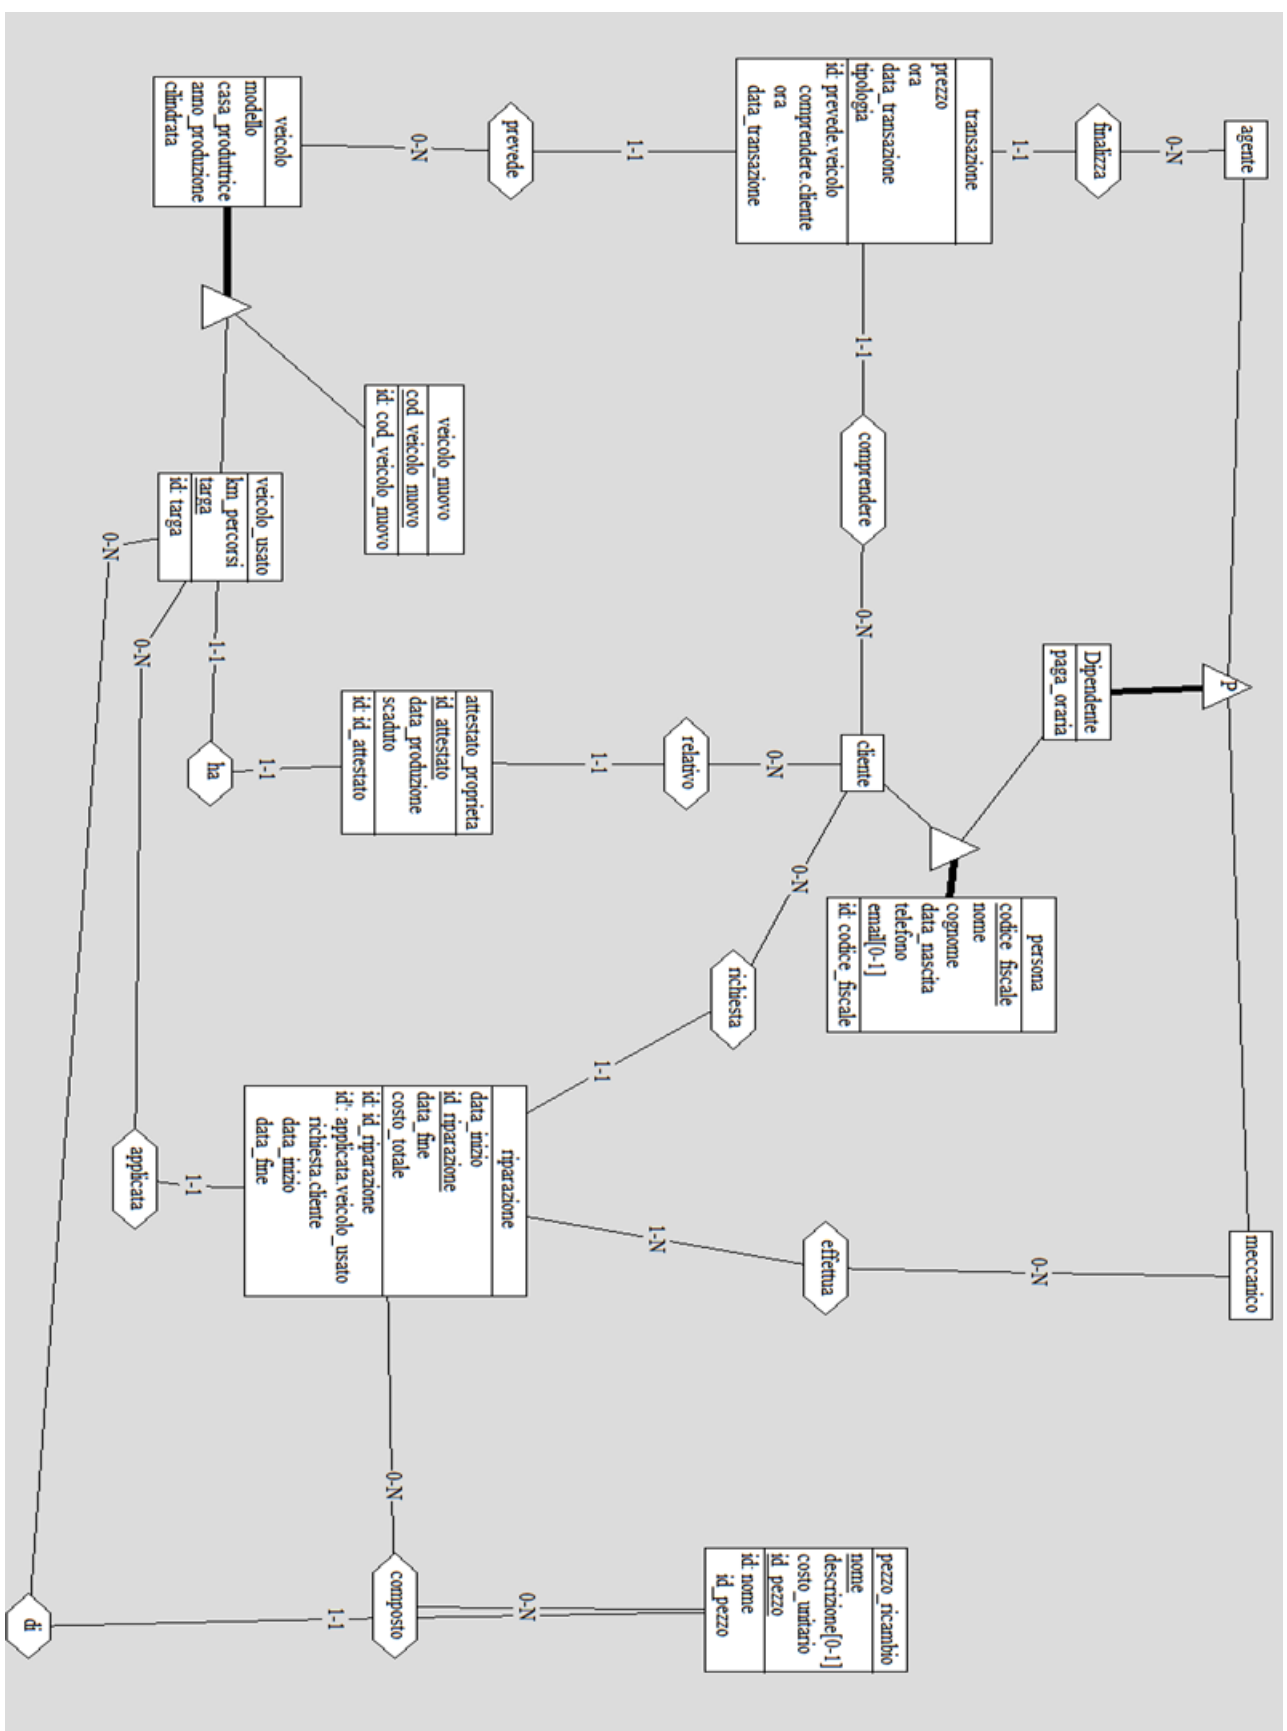 agente
0-N
finalizza
1-1
transazione
prezzo
ora
data_transazione
tipologia
id: prevede.veicolo
comprendere.cliente
ora
data_transazione
1-1
prevede
0-N
veicolo
modello
casa_produttrice
anno_produzione
cilindrata
veicolo_nuovo
cod_veicolo_nuovo
id: cod_veicolo_nuovo
veicolo_usato
km_percorsi
targa
id: targa
1-1
comprendere
0-N
cliente
P
Dipendente
paga_oraria
persona
codice_fiscale
nome
cognome
data_nascita
telefono
email[0-1]
id: codice_fiscale
0-N
relativo
1-1
attestato_proprieta
id_attestato
data_produzione
scaduto
id: id_attestato
1-1
ha
1-1
0-N
0-N
0-N
richiesta
1-1
riparazione
data_inizio
id_riparazione
data_fine
costo_totale
id: id_riparazione
id': applicata.veicolo_usato
richiesta.cliente
data_inizio
data_fine
1-1
applicata
meccanico
0-N
effettua
1-N
0-N
composto
0-N
pezzo_ricambio
nome
descrizione[0-1]
costo_unitario
id_pezzo
id: nome
id_pezzo
1-1
di